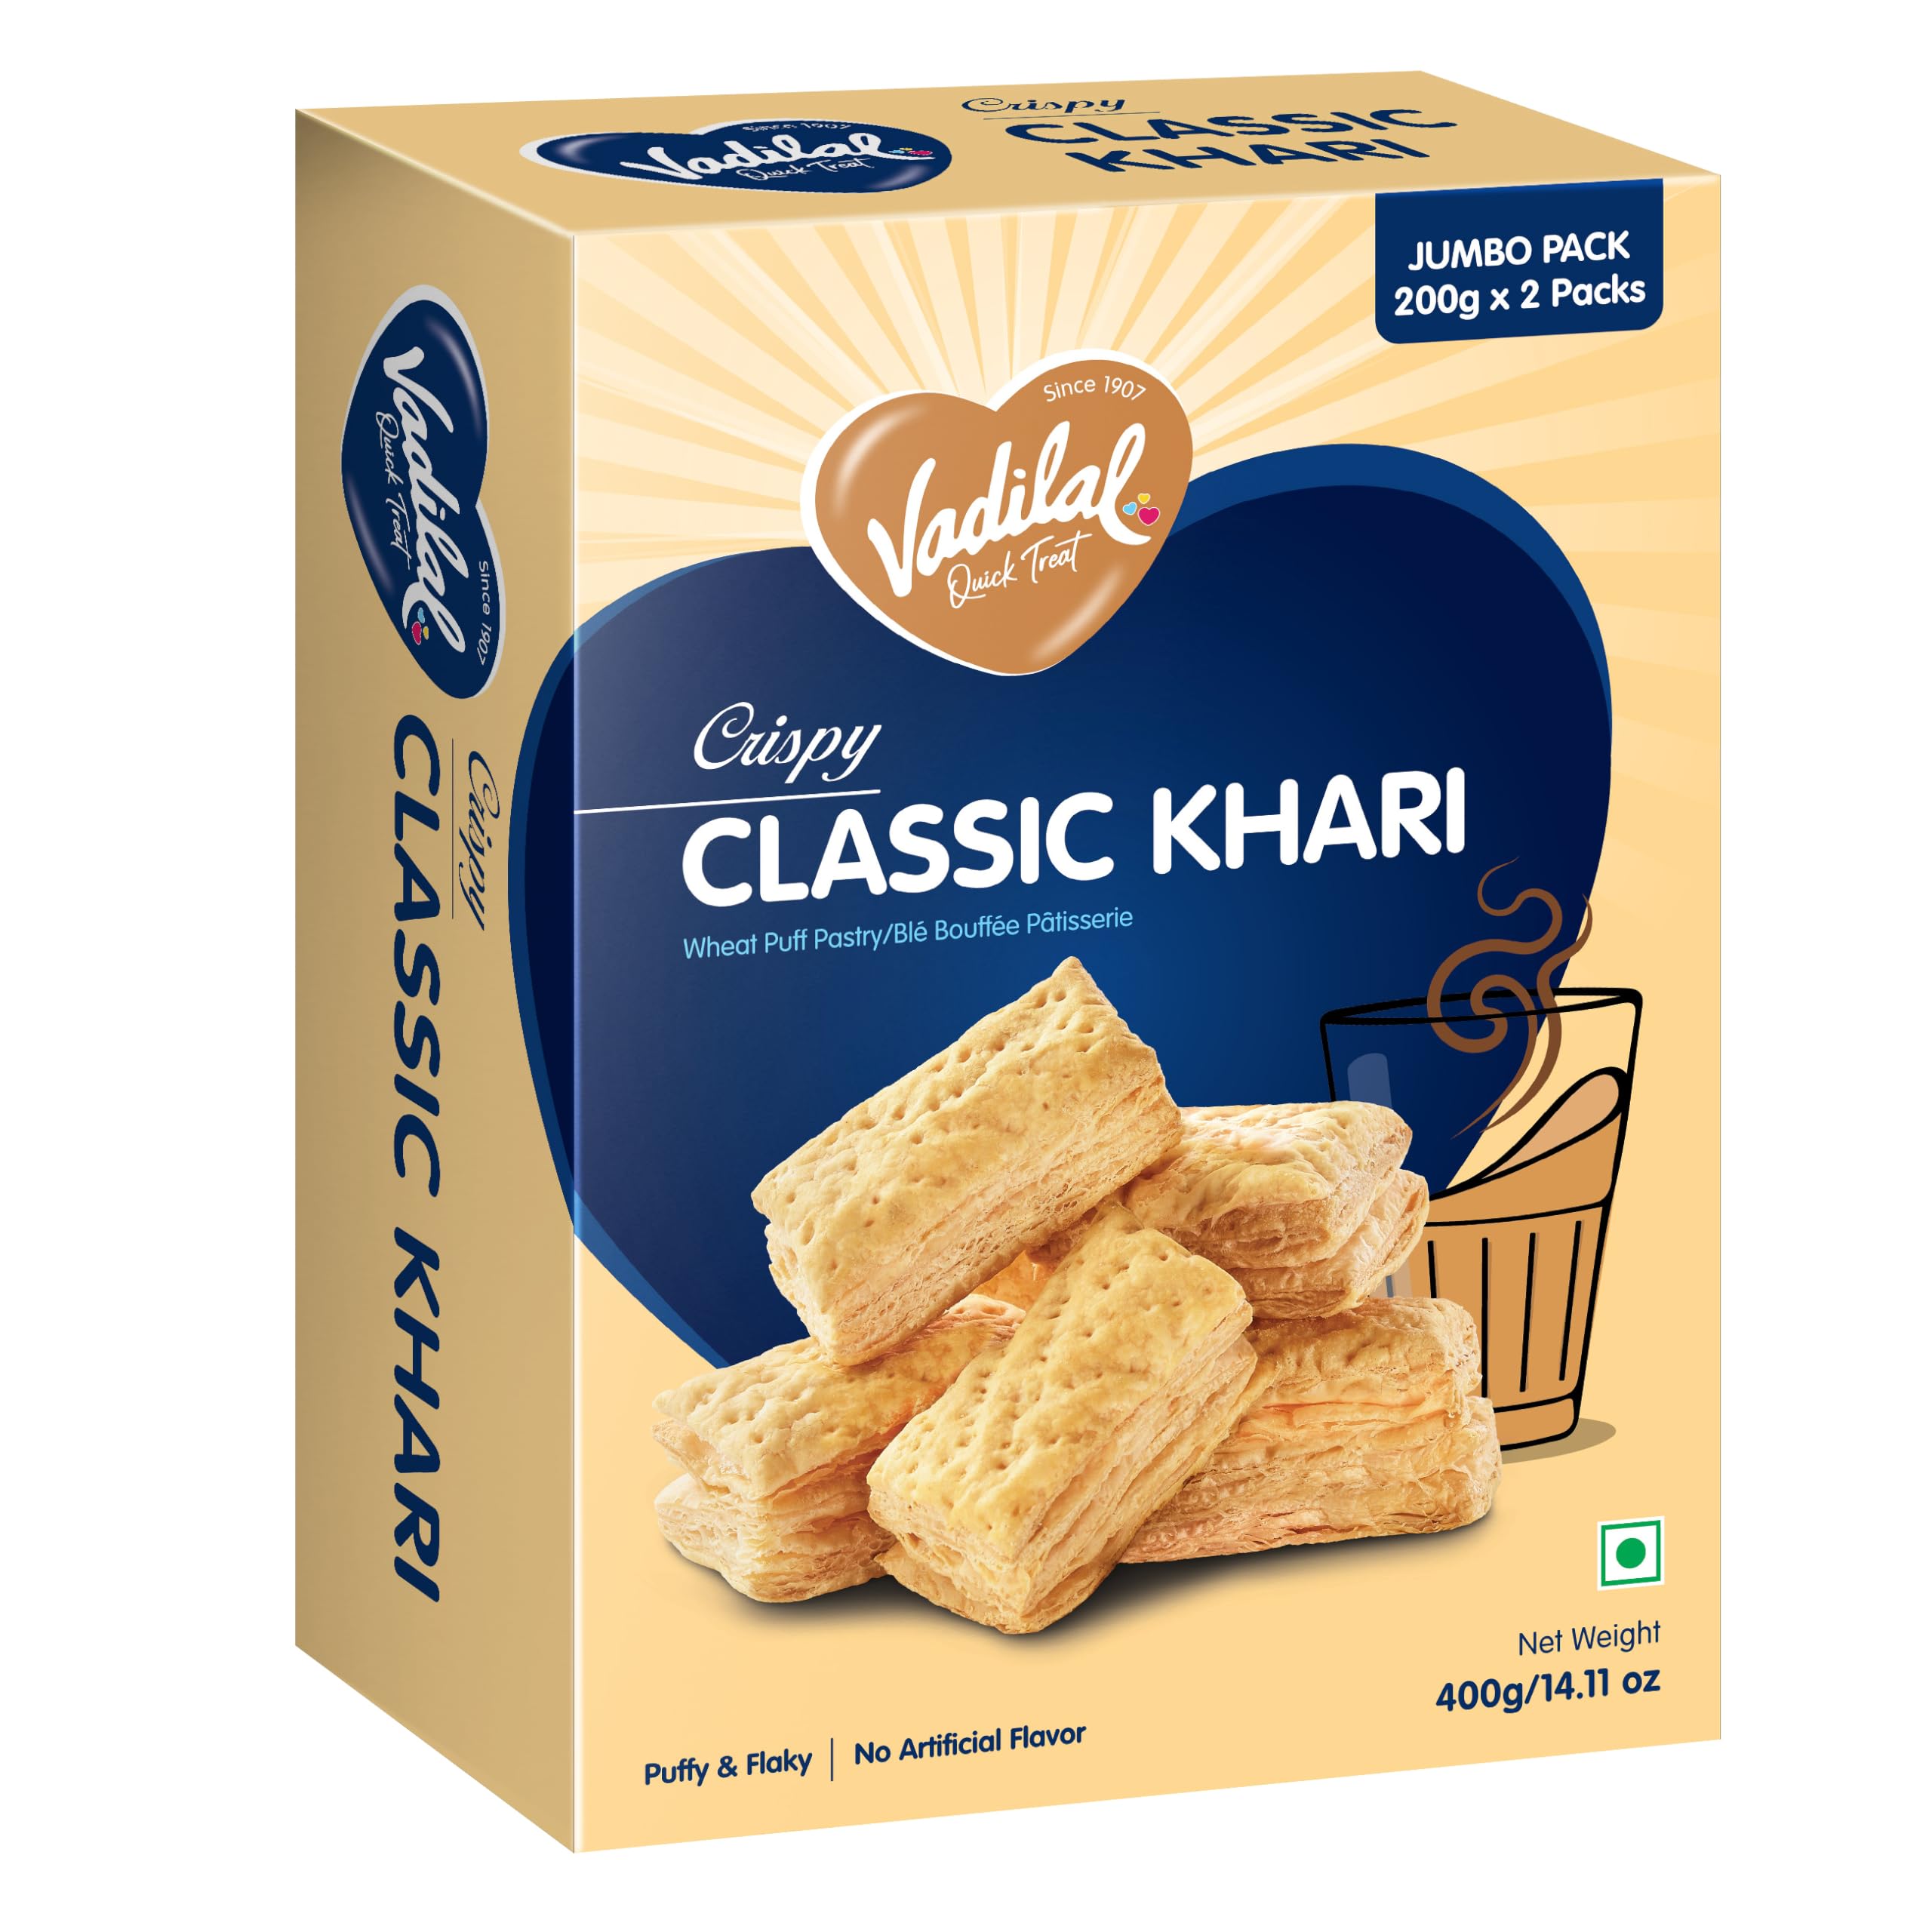 Since 1907
Vadilal
Quick Treat
Crispy
CLASSIC
KHARI
JUMBO PACK
200g x 2 Packs
Since 1907
Vadilal
Quick Treat
Crispy
CLASSIC KHARI
Wheat Puff Pastry/Blé Bouffée Pâtisserie
Net Weight
400g/14.11 oz
Puffy & Flaky | No Artificial Flavor
Since 1907
Vadilal
Quick Treat
Crispy
CLASSIC KHARI